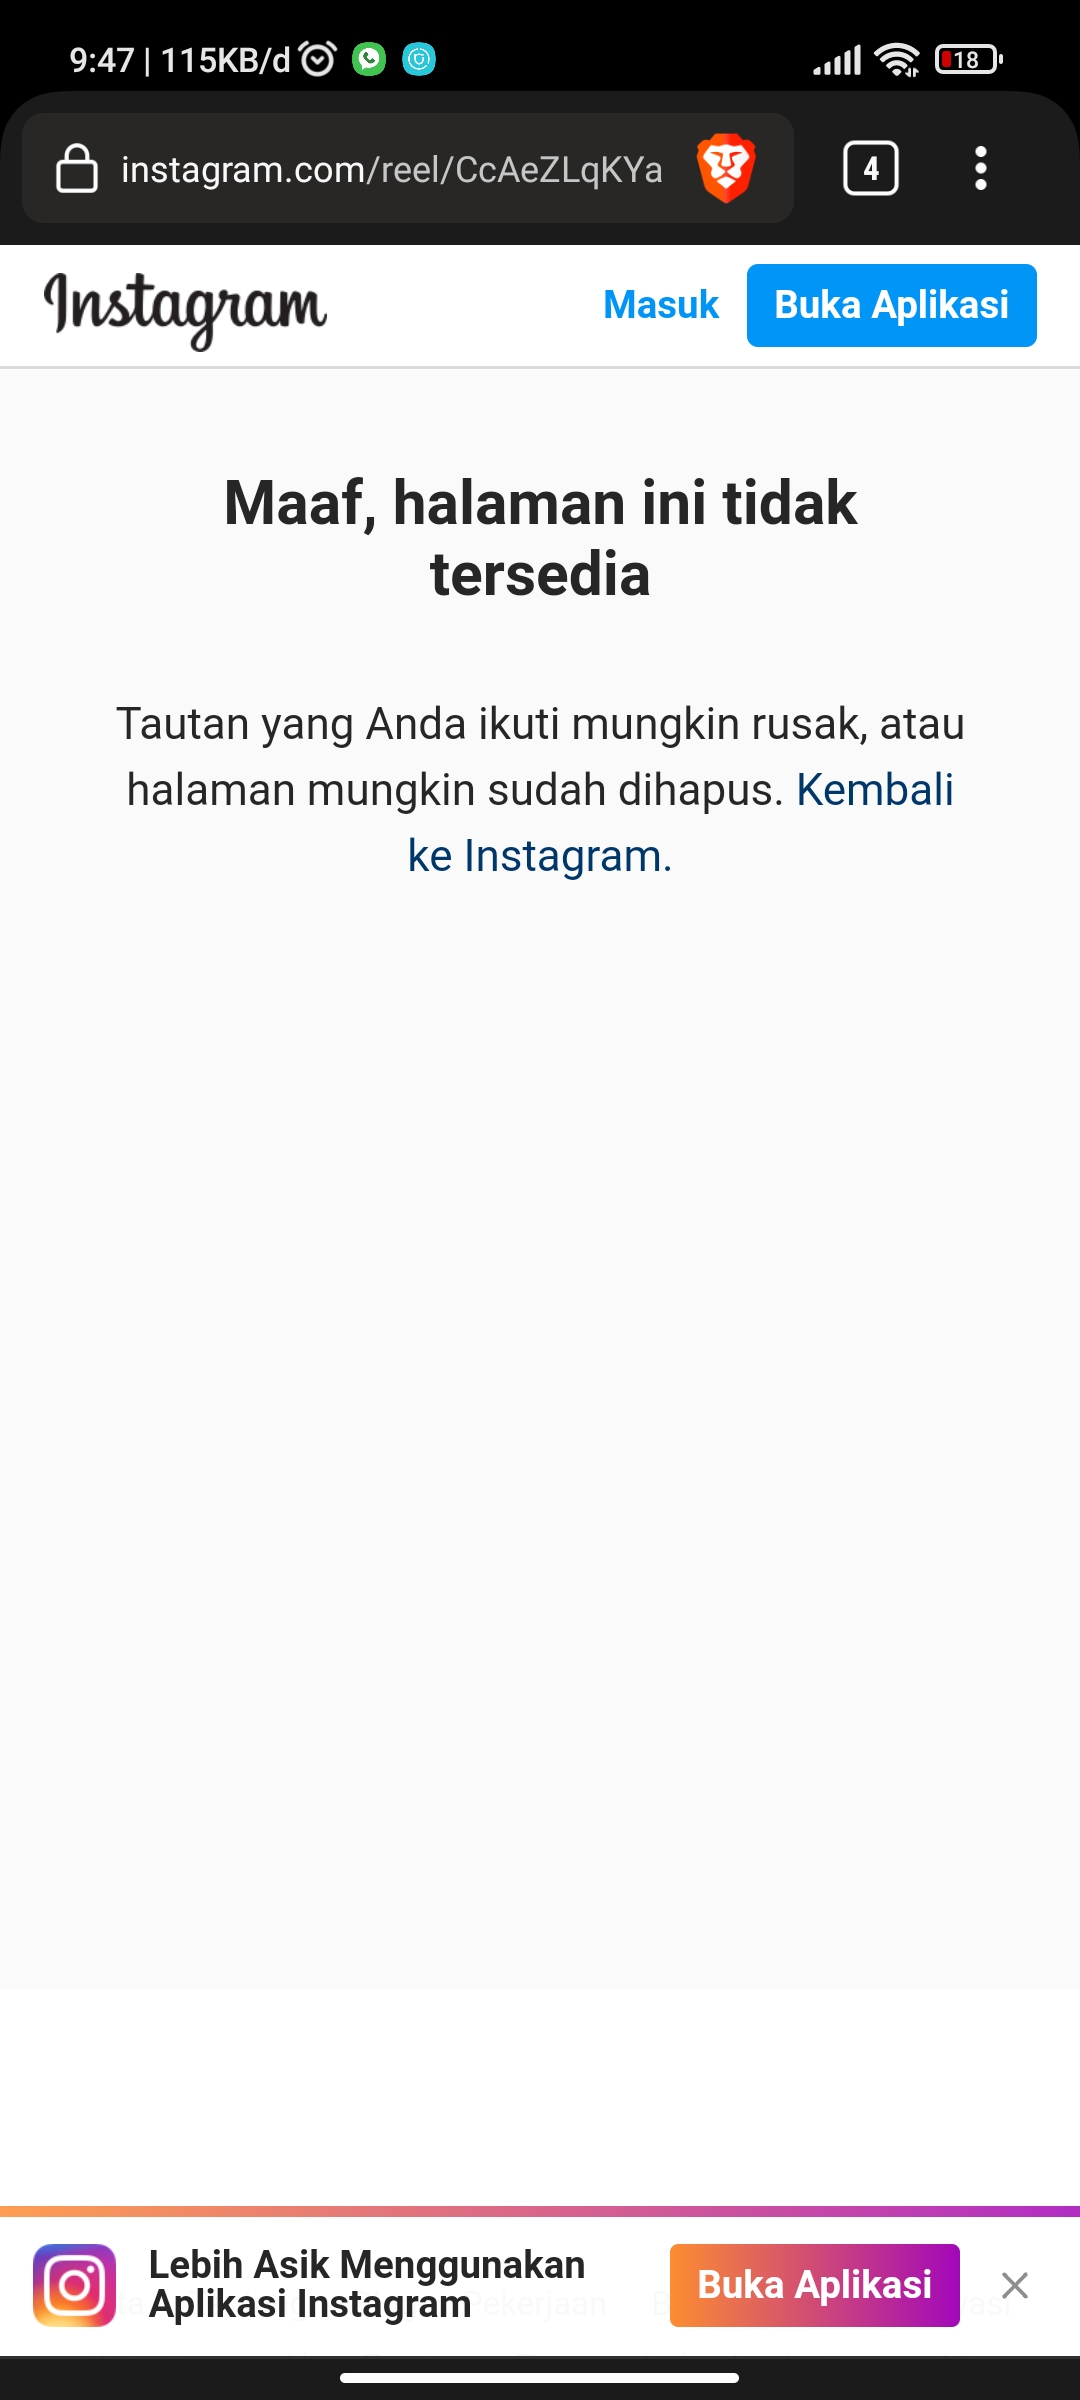 9:47 | 115KB/d
18
instagram.com/reel/CcAeZLqKYa
4
Instagram
Masuk
Buka Aplikasi
Maaf, halaman ini tidak
tersedia
Tautan yang Anda ikuti mungkin rusak, atau
halaman mungkin sudah dihapus. Kembali
ke Instagram.
Lebih Asik Menggunakan
Aplikasi Instagram
Pekerjaan
Buka Aplikasi